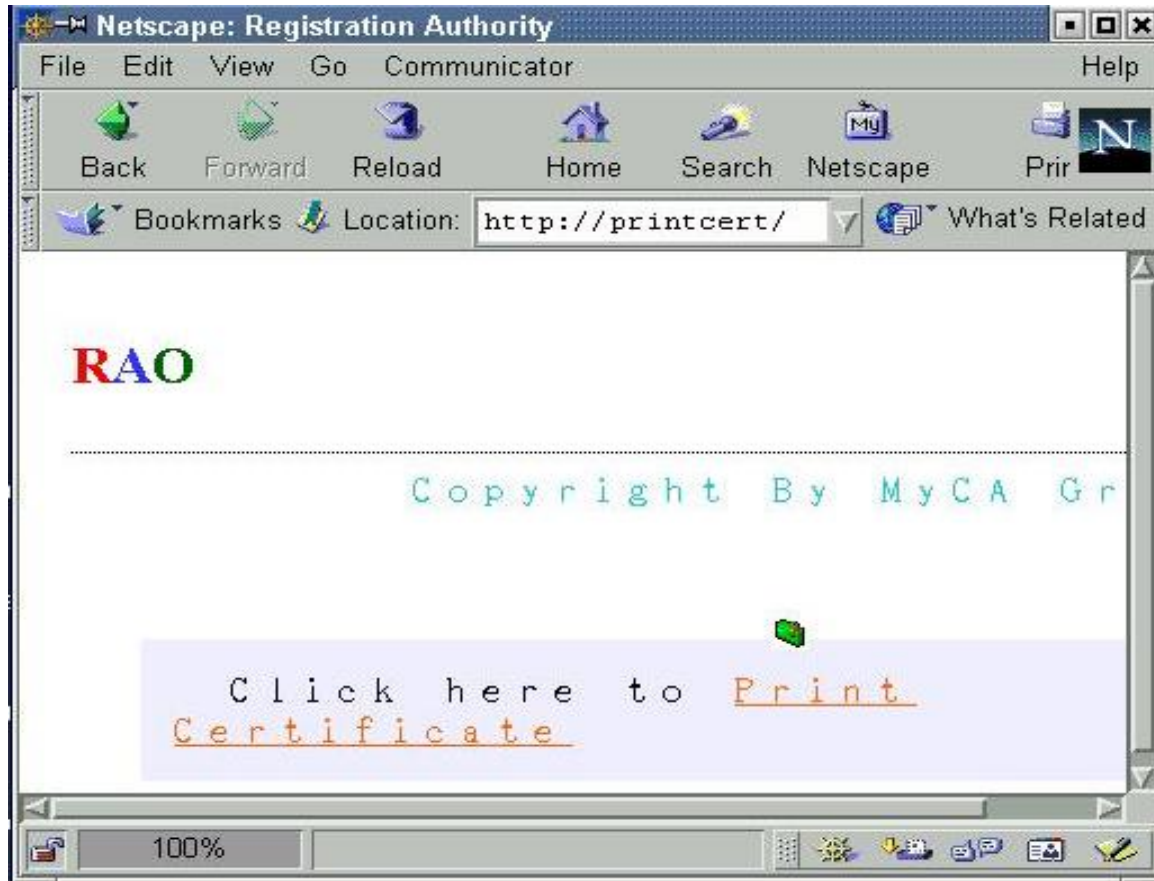 Netscape: Registration Authority
File Edit View Go Communicator Help
My N
Back Forward Reload Home Search Netscape Prir
Bookmarks Location: http://printcert/ What's Related
RAO
Copyright By MyCA Gr
Click here to Print
Certificate
100%